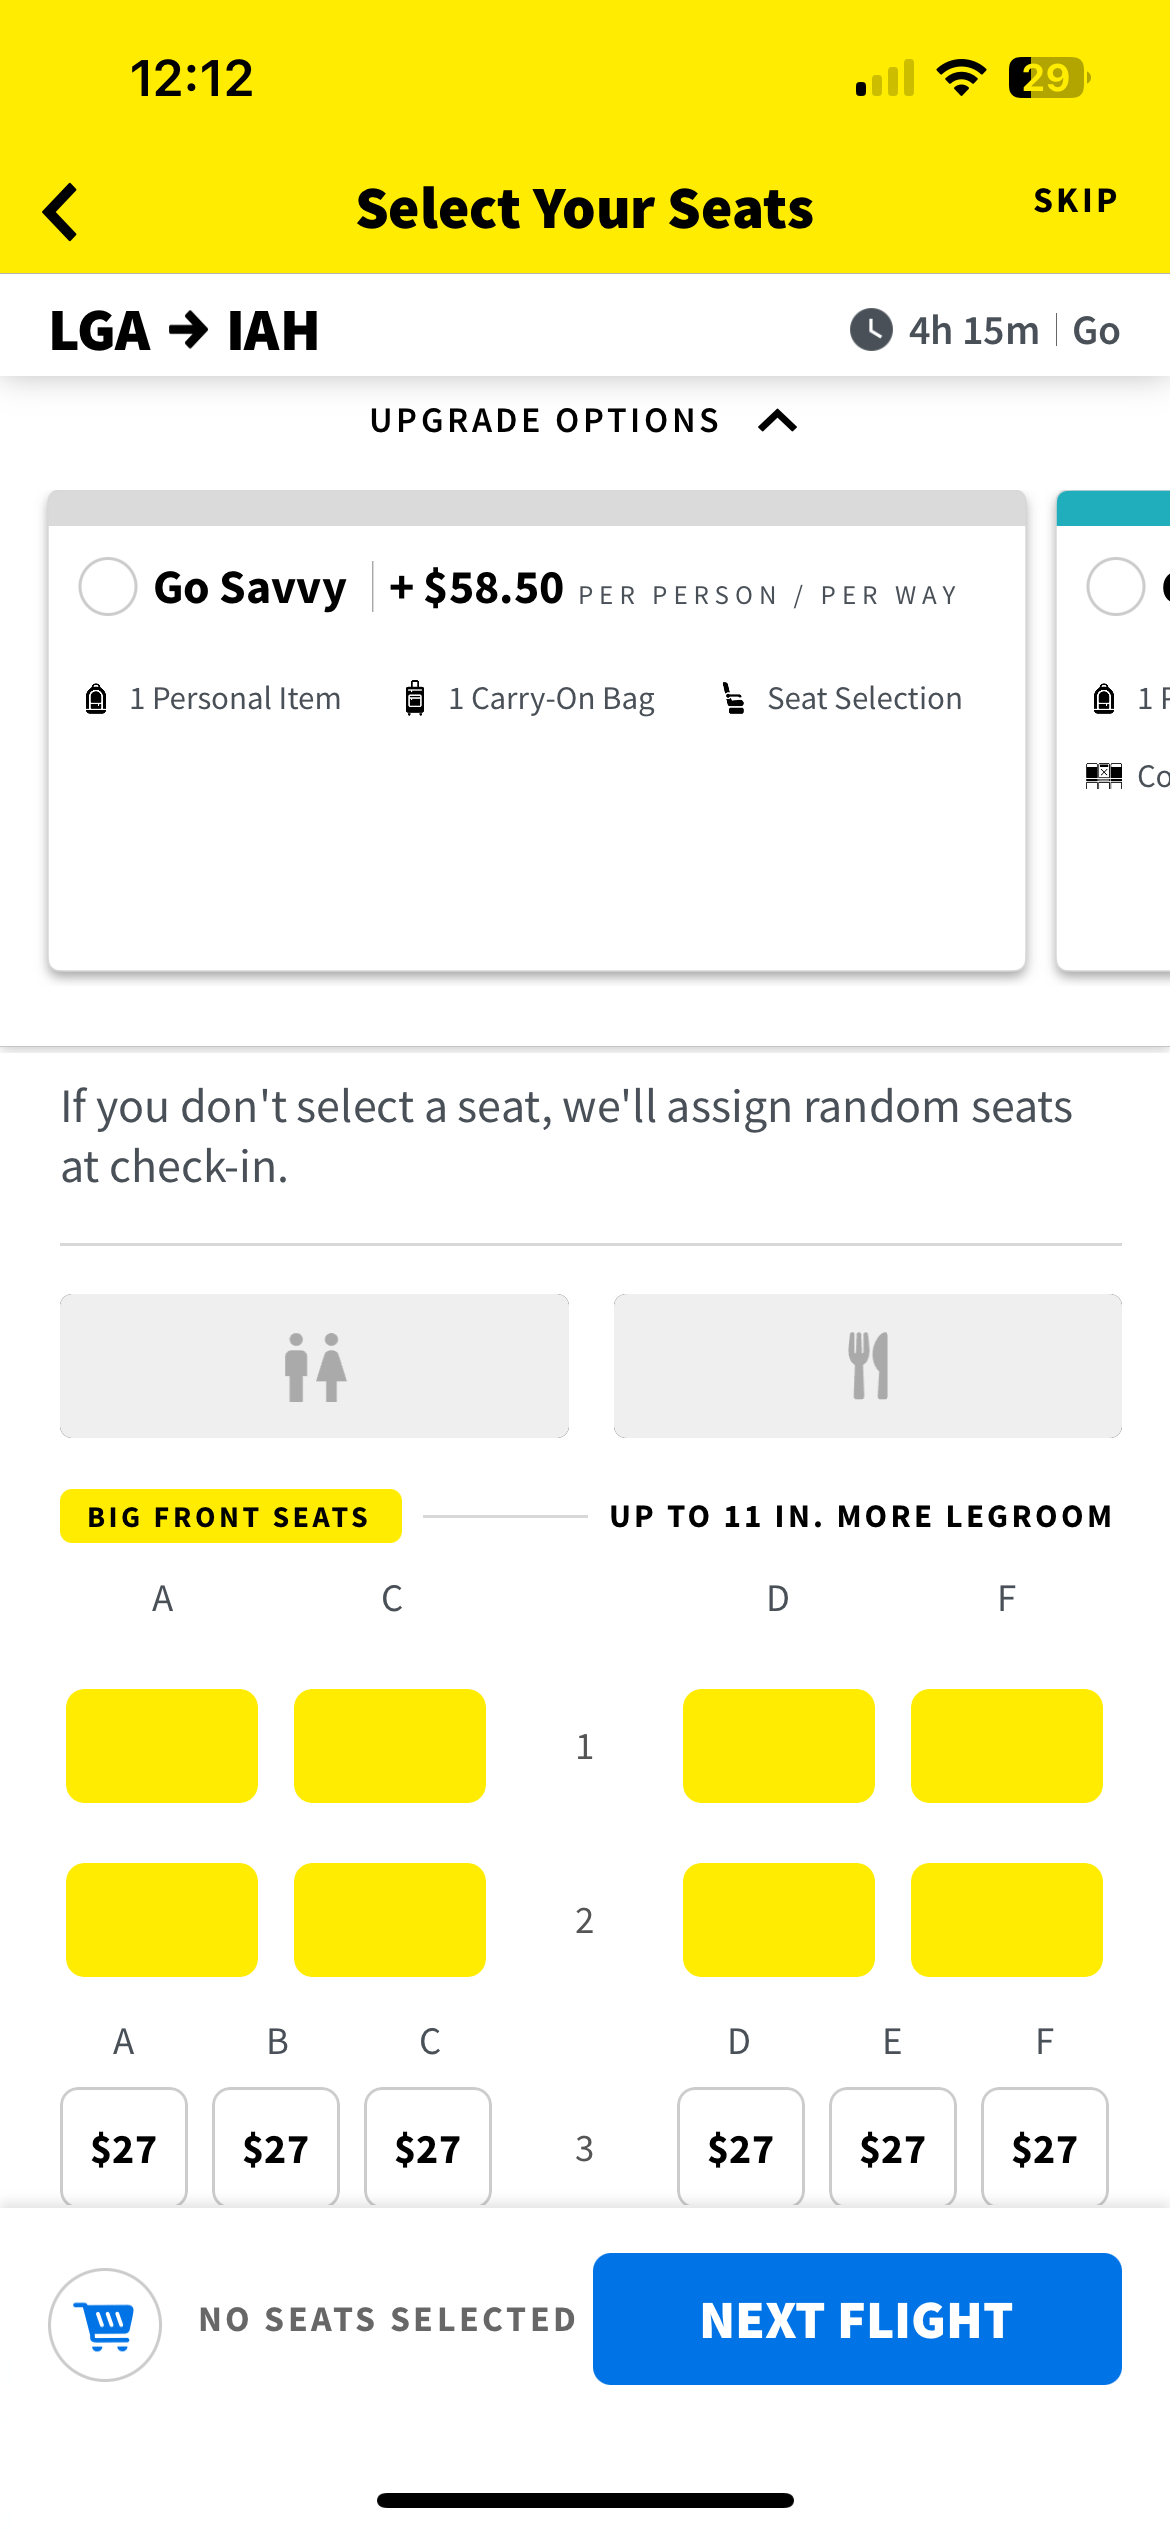 12:12
29
Select Your Seats
SKIP
LGA → IAH
4h 15m | Go
UPGRADE OPTIONS
Go Savvy | + $58.50 PER PERSON / PER WAY
1 Personal Item
1 Carry-On Bag
Seat Selection
1
If you don't select a seat, we'll assign random seats
at check-in.
BIG FRONT SEATS
UP TO 11 IN. MORE LEGROOM
A C D F
1
2
A B C D E F
$27 $27 $27 3 $27 $27 $27
NO SEATS SELECTED
NEXT FLIGHT